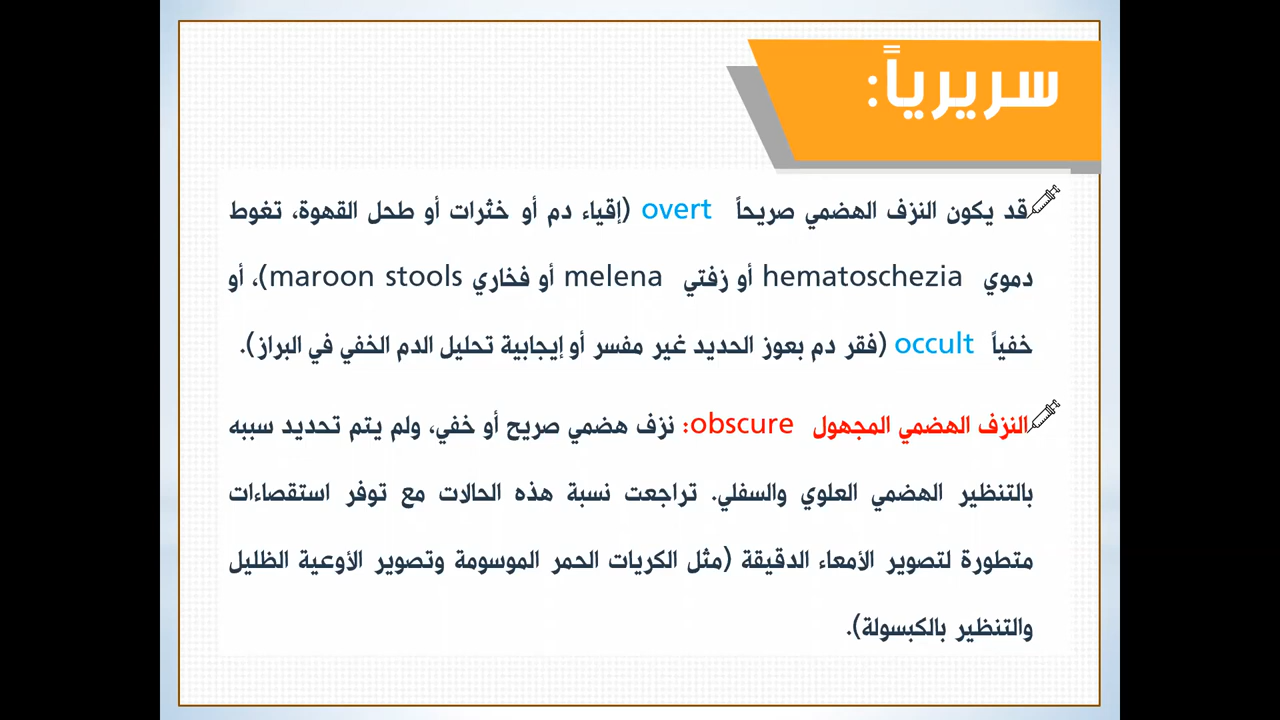 سريرياً:
قد يكون النزف الهضمي صريحاً overt (إقياء دم أو خثرات أو طحل القهوة، تغوط
دموي hematoschezia أو زفتي melena أو فخاري maroon stools)، أو
خفياً occult (فقر دم بعوز الحديد غير مفسر أو إيجابية تحليل الدم الخفي في البراز).
النزف الهضمي المجهول obscure: نزف هضمي صريح أو خفي، ولم يتم تحديد سببه
بالتنظير الهضمي العلوي والسفلي. تراجعت نسبة هذه الحالات مع توفر استقصاءات
متطورة لتصوير الأمعاء الدقيقة (مثل الكريات الحمر الموسومة وتصوير الأوعية الظليل
والتنظير بالكبسولة).